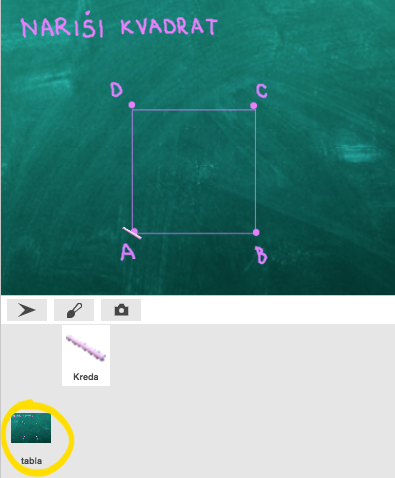 NARIŠI KVADRAT
D C
A B
Kreda
tabla